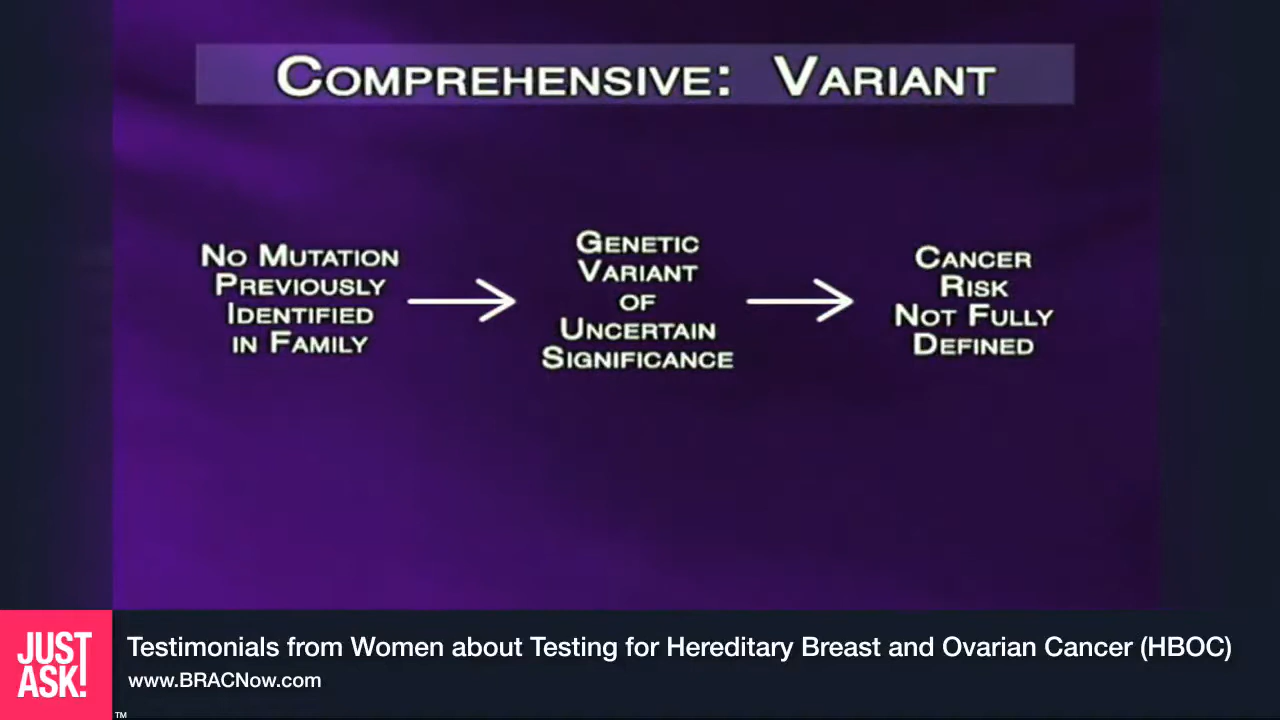 COMPREHENSIVE: VARIANT
NO MUTATION
PREVIOUSLY
IDENTIFIED
IN FAMILY
GENETIC
VARIANT
OF
UNCERTAIN
SIGNIFICANCE
CANCER
RISK
NOT FULLY
DEFINED
JUST
ASK!
TM
Testimonials from Women about Testing for Hereditary Breast and Ovarian Cancer (HBOC)
www.BRACNow.com